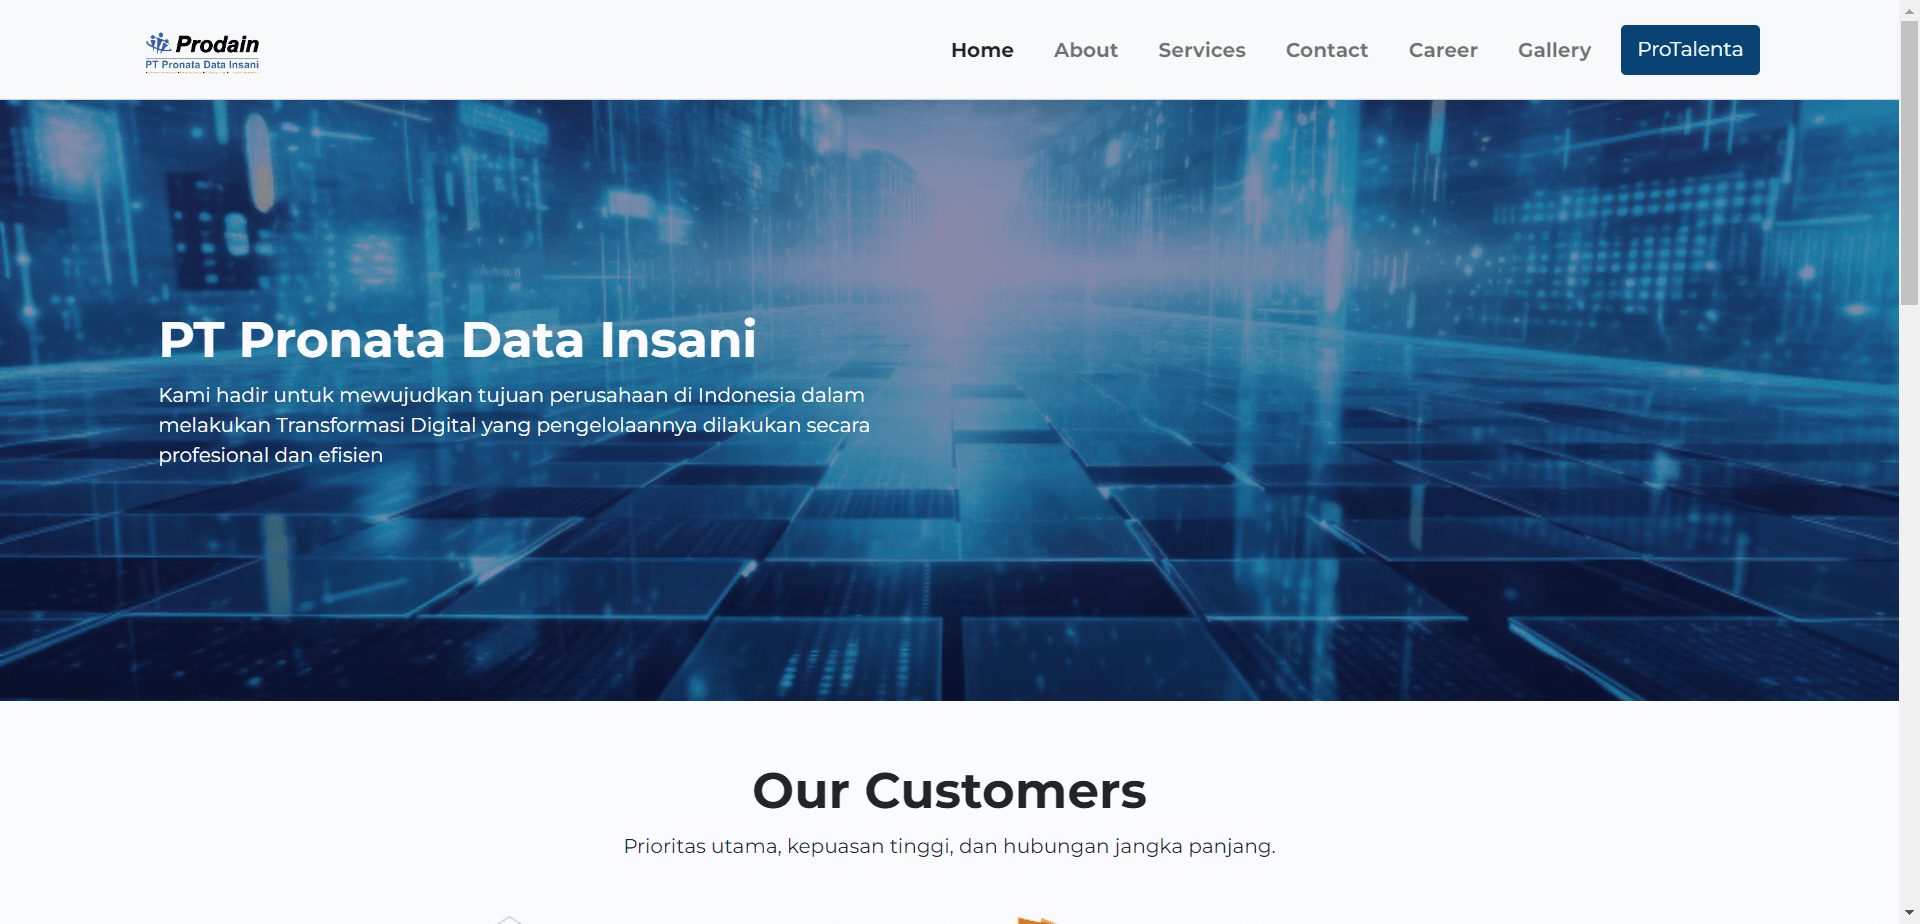 Prodain
PT Pronata Data Insani
Home
About
Services
Contact
Career
Gallery
ProTalenta
PT Pronata Data Insani
Kami hadir untuk mewujudkan tujuan perusahaan di Indonesia dalam
melakukan Transformasi Digital yang pengelolaannya dilakukan secara
profesional dan efisien
Our Customers
Prioritas utama, kepuasan tinggi, dan hubungan jangka panjang.